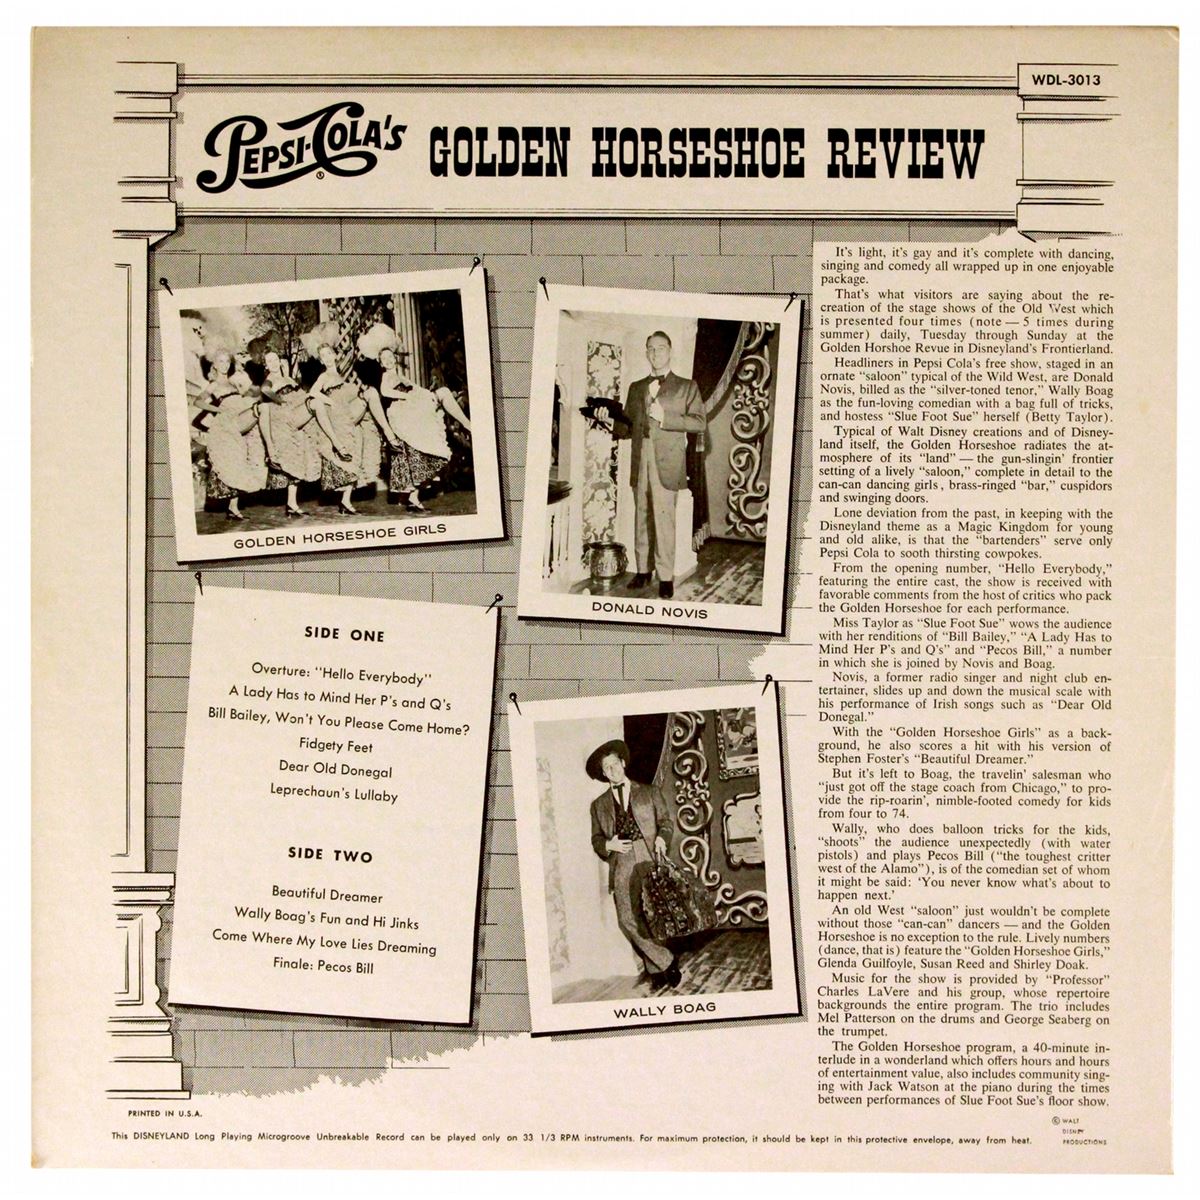 WDL-3013
PEPSI-COLA'S GOLDEN HORSESHOE REVIEW
®
GOLDEN HORSESHOE GIRLS
DONALD NOVIS
SIDE ONE
Overture: "Hello Everybody"
A Lady Has to Mind Her P's and Q's
Bill Bailey, Won't You Please Come Home?
Fidgety Feet
Dear Old Donegal
Leprechaun's Lullaby
SIDE TWO
Beautiful Dreamer
Wally Boag's Fun and Hi Jinks
Come Where My Love Lies Dreaming
Finale: Pecos Bill
WALLY BOAG
It's light, it's gay and it's complete with dancing,
singing and comedy all wrapped up in one enjoyable
package.
That's what visitors are saying about the re-
creation of the stage shows of the Old West which
is presented four times (note — 5 times during
summer) daily, Tuesday through Sunday at the
Golden Horshoe Revue in Disneyland's Frontierland.
Headliners in Pepsi Cola's free show, staged in an
ornate "saloon" typical of the Wild West, are Donald
Novis, billed as the "silver-toned tenor," Wally Boag
as the fun-loving comedian with a bag full of tricks,
and hostess "Slue Foot Sue" herself (Betty Taylor).
Typical of Walt Disney creations and of Disney-
land itself, the Golden Horseshoe radiates the at-
mosphere of its "land" — the gun-slingin' frontier
setting of a lively "saloon," complete in detail to the
can-can dancing girls, brass-ringed "bar," cuspidors
and swinging doors.
Lone deviation from the past, in keeping with the
Disneyland theme as a Magic Kingdom for young
and old alike, is that the "bartenders" serve only
Pepsi Cola to sooth thirsting cowpokes.
From the opening number, "Hello Everybody,"
featuring the entire cast, the show is received with
favorable comments from the host of critics who pack
the Golden Horseshoe for each performance.
Miss Taylor as "Slue Foot Sue" wows the audience
with her renditions of "Bill Bailey," "A Lady Has to
Mind Her P's and Q's" and "Pecos Bill," a number
in which she is joined by Novis and Boag.
Novis, a former radio singer and night club en-
tertainer, slides up and down the musical scale with
his performance of Irish songs such as "Dear Old
Donegal."
With the "Golden Horseshoe Girls" as a back-
ground, he also scores a hit with his version of
Stephen Foster's "Beautiful Dreamer."
But it's left to Boag, the travelin' salesman who
"just got off the stage coach from Chicago," to pro-
vide the rip-roarin', nimble-footed comedy for kids
from four to 74.
Wally, who does balloon tricks for the kids,
"shoots" the audience unexpectedly (with water
pistols) and plays Pecos Bill ("the toughest critter
west of the Alamo"), is of the comedian set of whom
it might be said: 'You never know what's about to
happen next.'
An old West "saloon" just wouldn't be complete
without those "can-can" dancers — and the Golden
Horseshoe is no exception to the rule. Lively numbers
(dance, that is) feature the "Golden Horseshoe Girls,"
Glenda Guilfoyle, Susan Reed and Shirley Doak.
Music for the show is provided by "Professor"
Charles LaVere and his group, whose repertoire
backgrounds the entire program. The trio includes
Mel Patterson on the drums and George Seaberg on
the trumpet.
The Golden Horseshoe program, a 40-minute in-
terlude in a wonderland which offers hours and hours
of entertainment value, also includes community sing-
ing with Jack Watson at the piano during the times
between performances of Slue Foot Sue's floor show.
PRINTED IN U.S.A.
This DISNEYLAND Long Playing Microgroove Unbreakable Record can be played only on 33 1/3 RPM instruments. For maximum protection, it should be kept in this protective envelope, away from heat.
© WALT
DISNEY
PRODUCTIONS